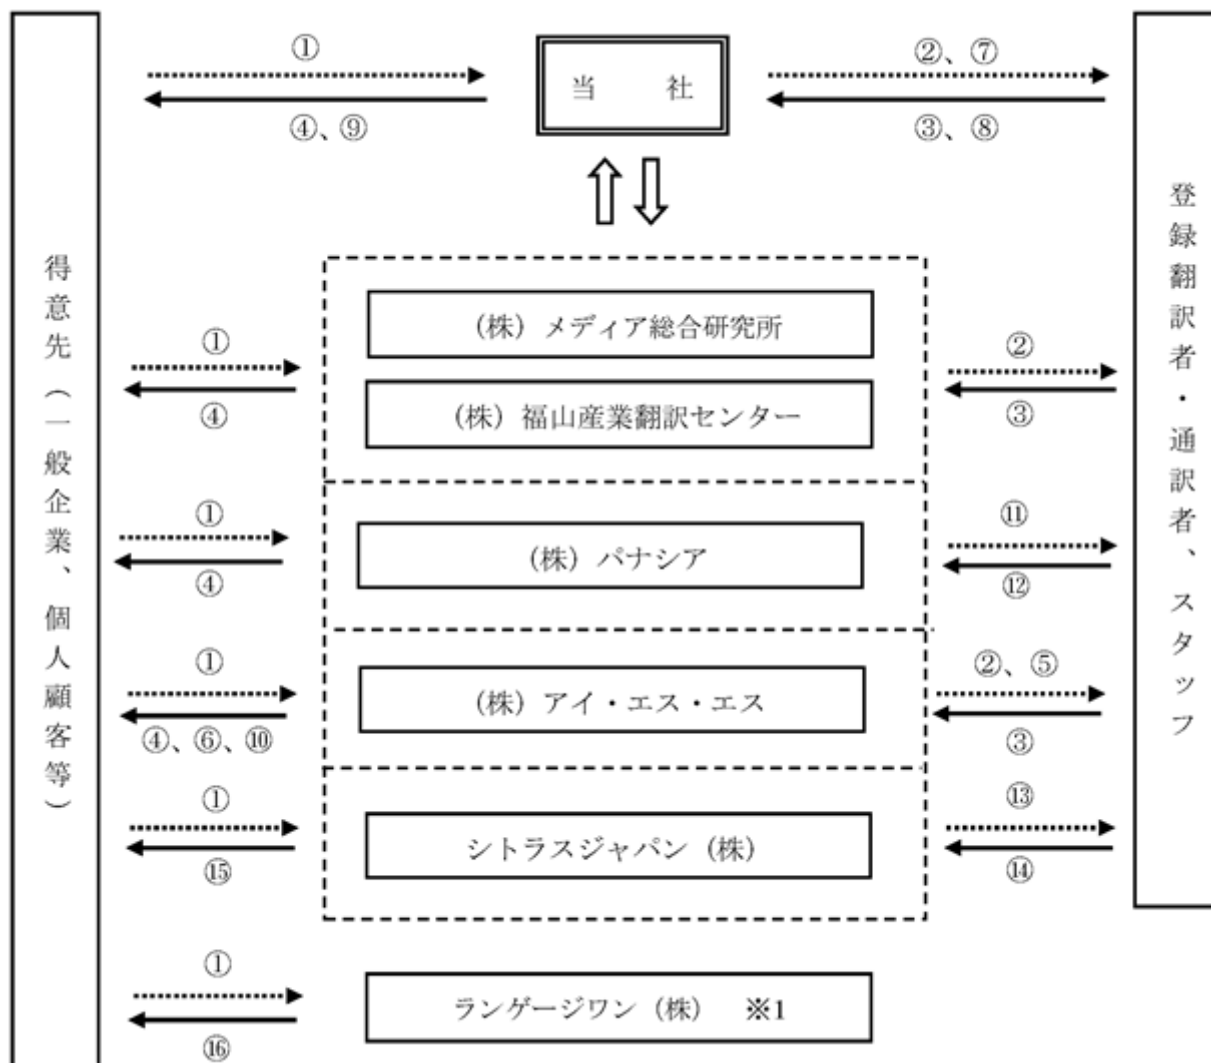 ①
②、⑦
当 社
④、⑨
③、⑧
得意先（一般企業、個人顧客等）
登録翻訳者・通訳者、スタッフ
（株）メディア総合研究所
①
②
④
③
（株）福山産業翻訳センター
①
⑪
（株）パナシア
④
⑫
①
②、⑤
（株）アイ・エス・エス
④、⑥、⑩
③
①
⑬
シトラスジャパン（株）
⑮
⑭
①
ランゲージワン（株） ※1
⑯